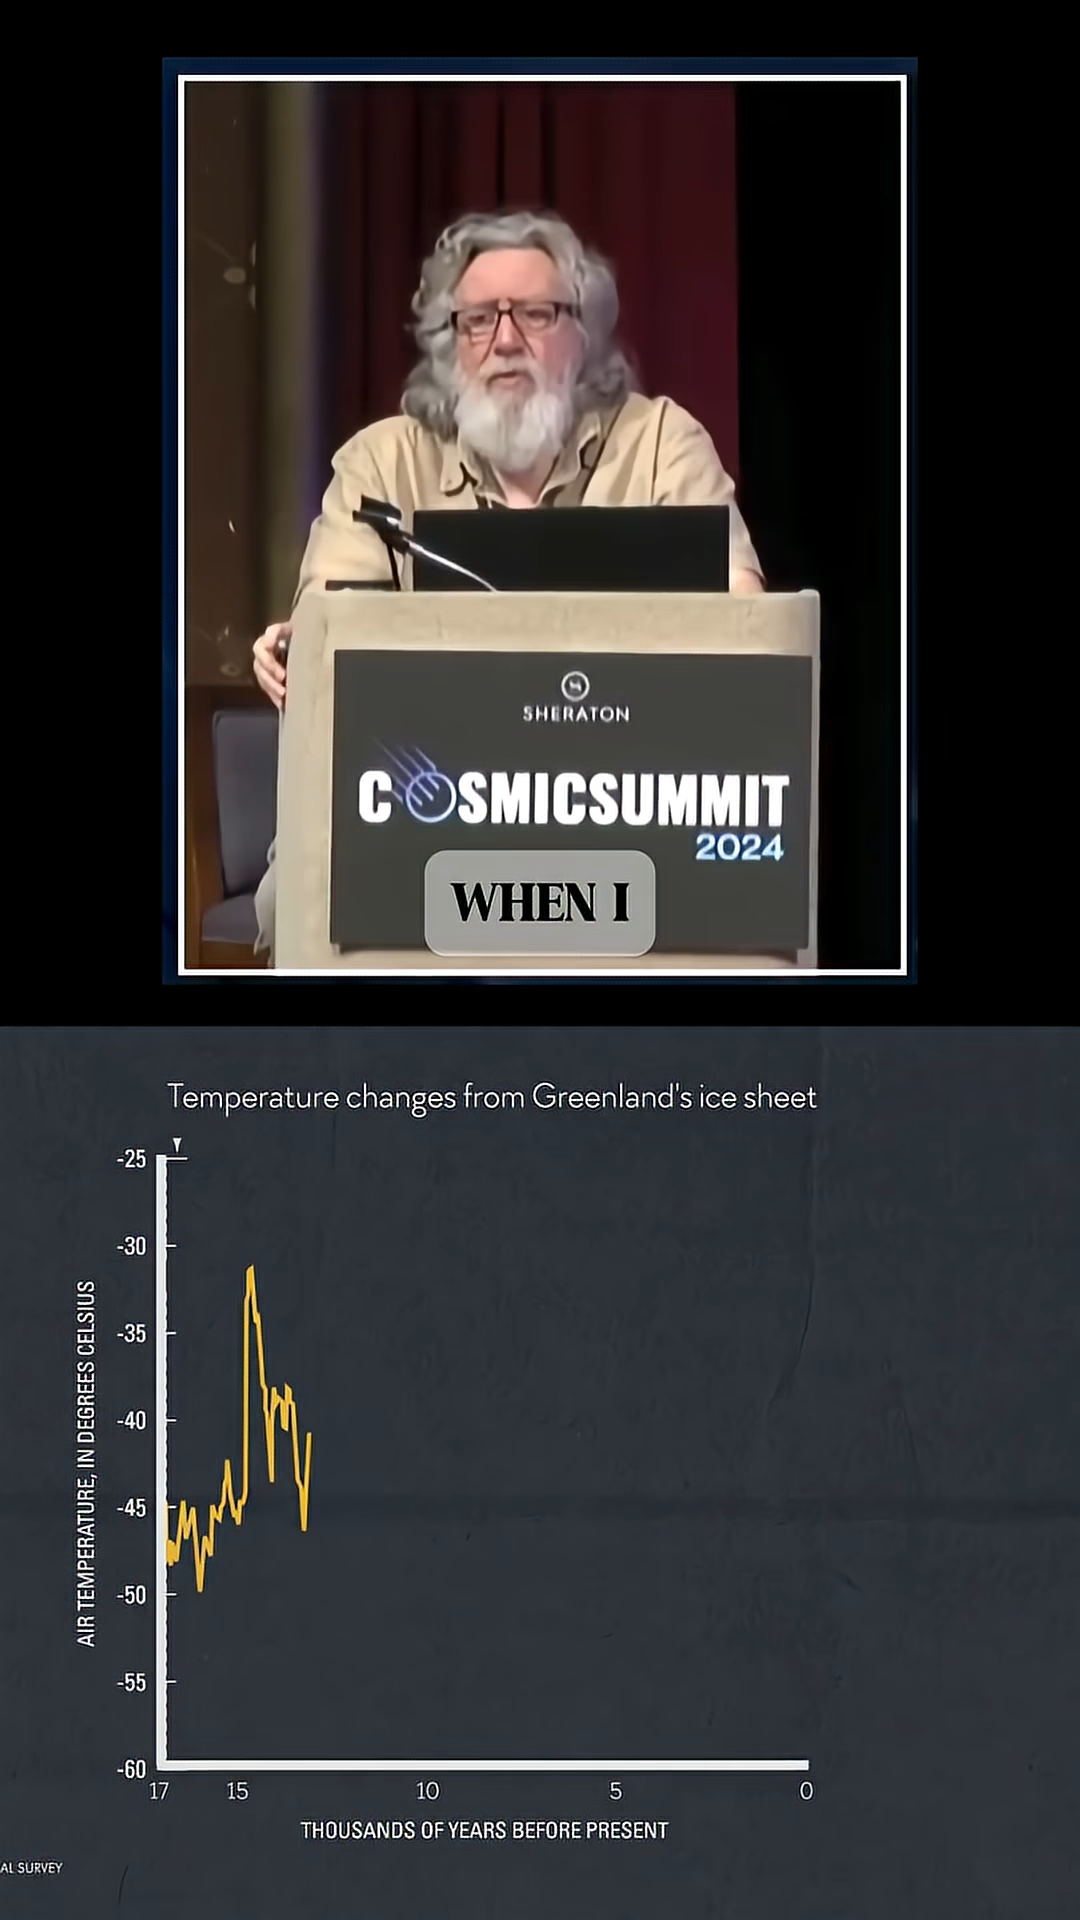 SHERATON
COSMICSUMMIT
2024
WHEN I
Temperature changes from Greenland's ice sheet
-25
-30
-35
-40
-45
-50
-55
-60
AIR TEMPERATURE, IN DEGREES CELSIUS
17 15 10 5 0
THOUSANDS OF YEARS BEFORE PRESENT
AL SURVEY